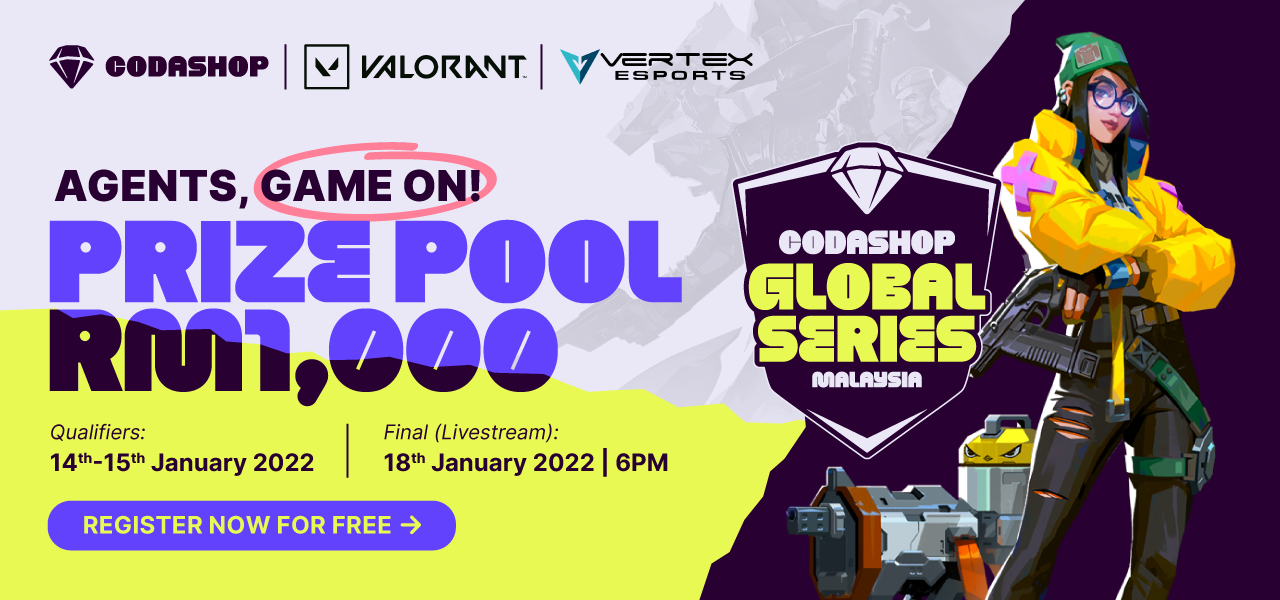 CODASHOP
VALORANT™
VERTEX
ESPORTS
AGENTS, GAME ON!
PRIZE POOL
RM1,000
Qualifiers:
14th-15th January 2022
Final (Livestream):
18th January 2022 | 6PM
REGISTER NOW FOR FREE →
CODASHOP
GLOBAL
SERIES
MALAYSIA